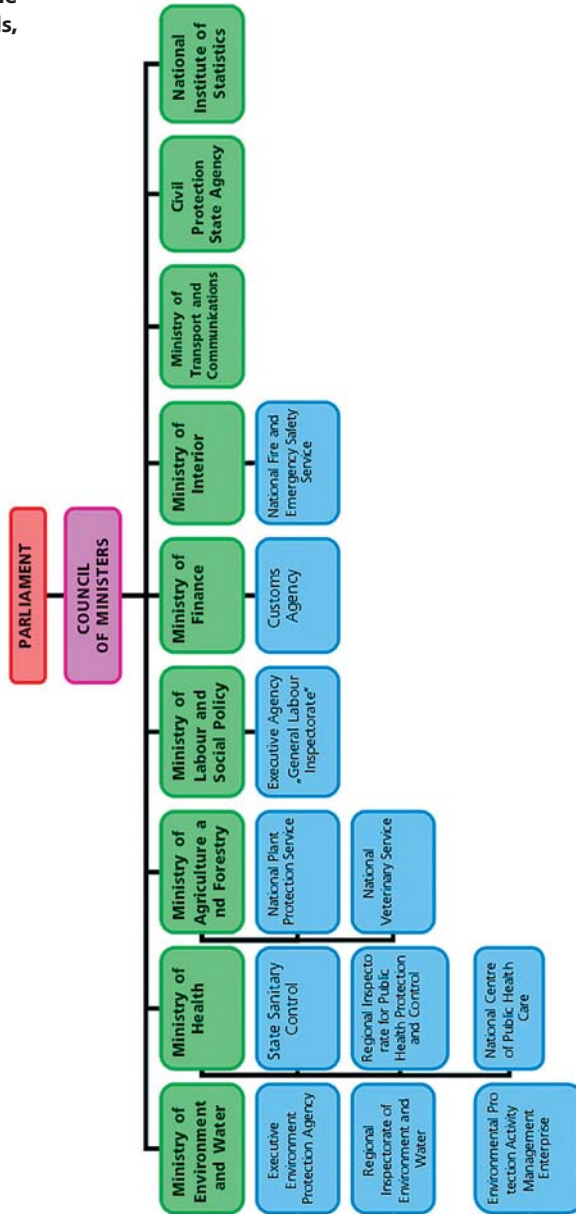 ls,
PARLIAMENT
COUNCIL
OF MINISTERS
Ministry of
Environment
and Water
Ministry of
Health
Ministry of
Agriculture a
nd Forestry
Ministry of
Labour and
Social Policy
Ministry of
Finance
Ministry of
Interior
Ministry of
Transport and
Communications
Civil
Protection
State Agency
National
Institute of
Statistics
Executive
Environment
Protection Agency
State Sanitary
Control
National Plant
Protection Service
Executive Agency
„General Labour
Inspectorate”
Customs
Agency
National Fire and
Emergency Safety
Service
Regional
Inspectorate of
Environment and
Water
Regional Inspecto
rate for Public
Health Protection
and Control
National
Veterinary Service
Environmental Pro
tection Activity
Management
Enterprise
National Centre
of Public Health
Care